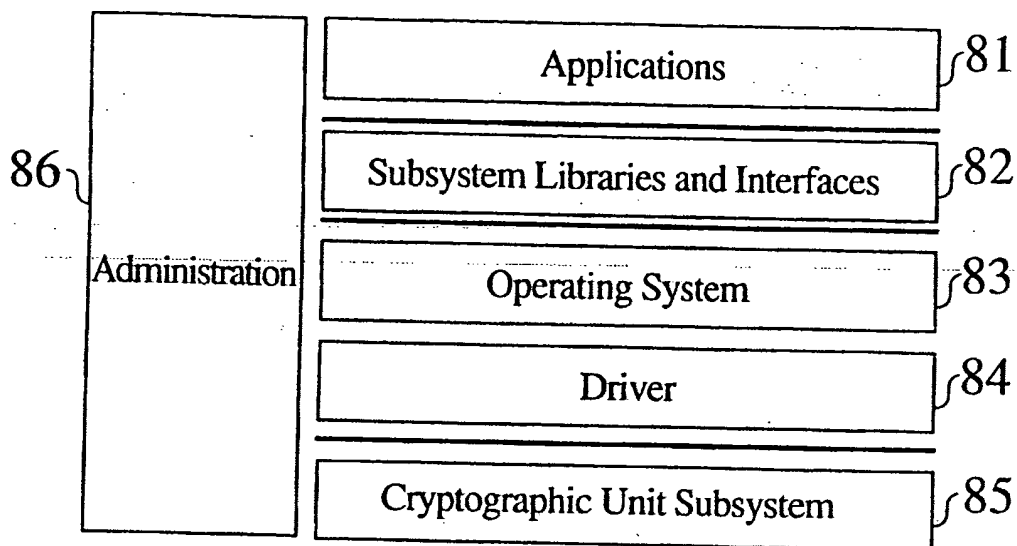 Applications
81
86
Subsystem Libraries and Interfaces
82
Administration
Operating System
83
Driver
84
Cryptographic Unit Subsystem
85